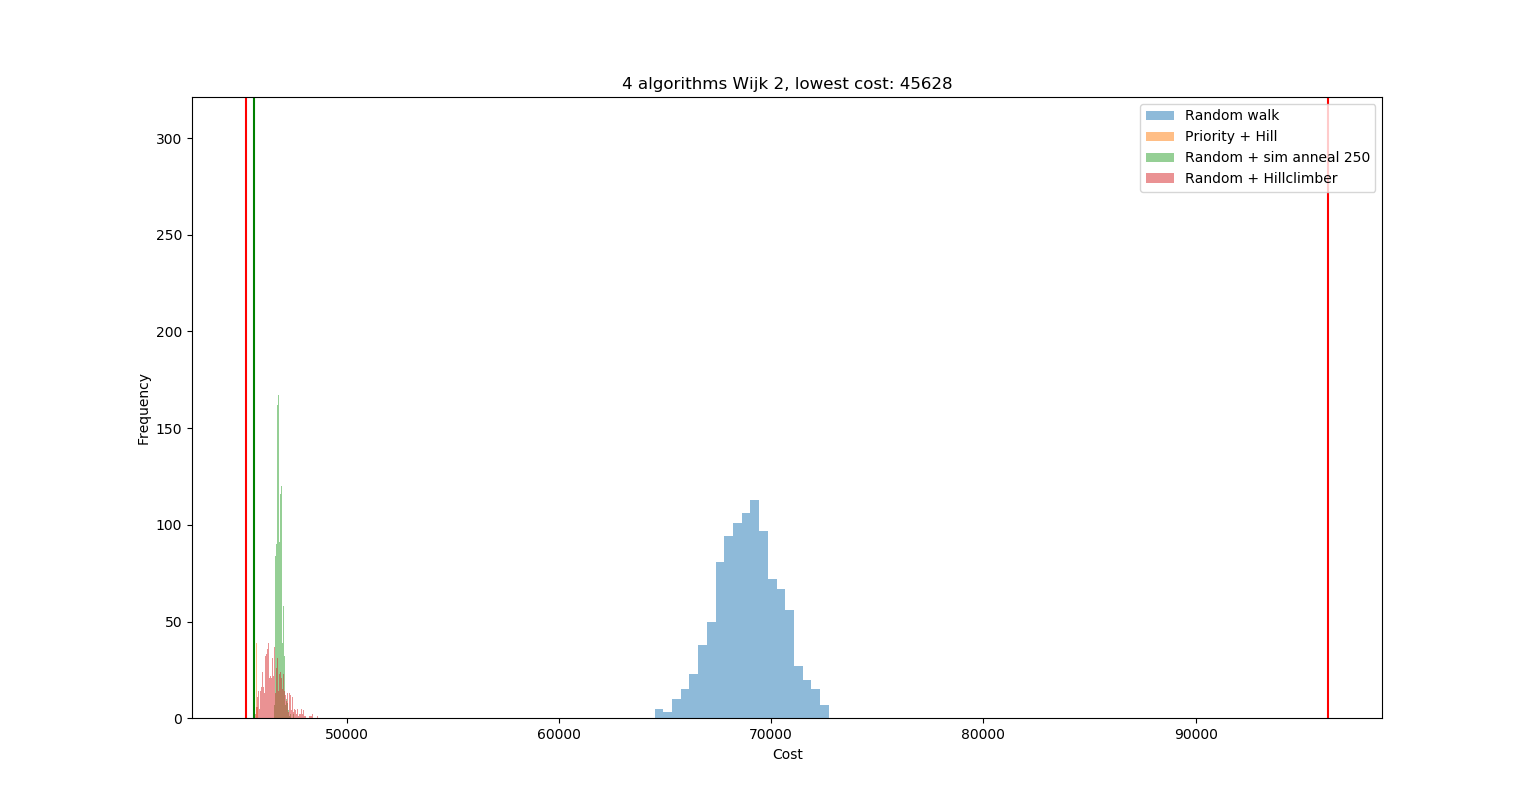 4 algorithms Wijk 2, lowest cost: 45628
Random walk
Priority + Hill
Random + sim anneal 250
Random + Hillclimber
300
250
200
150
100
50
0
Frequency
50000
60000
70000
80000
90000
Cost